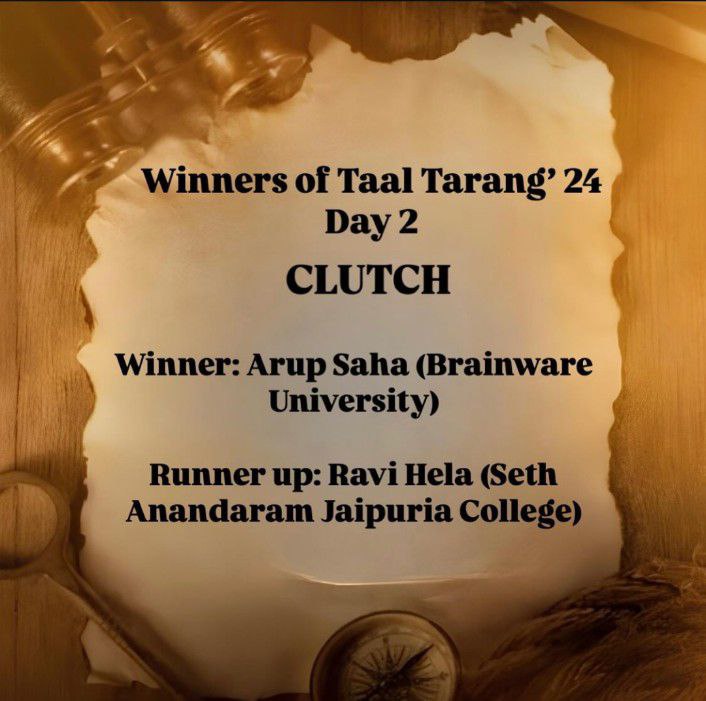 Winners of Taal Tarang’ 24
Day 2
CLUTCH
Winner: Arup Saha (Brainware
University)
Runner up: Ravi Hela (Seth
Anandaram Jaipuria College)